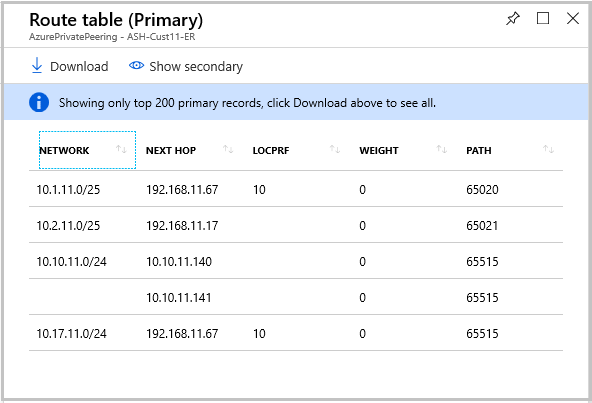 Route table (Primary)
AzurePrivatePeering - ASH-Cust11-ER
Download Show secondary
Showing only top 200 primary records, click Download above to see all.
NETWORK NEXT HOP LOCPRF WEIGHT PATH
10.1.11.0/25 192.168.11.67 10 0 65020
10.2.11.0/25 192.168.11.17 0 65021
10.10.11.0/24 10.10.11.140 0 65515
10.10.11.141 0 65515
10.17.11.0/24 192.168.11.67 10 0 65515